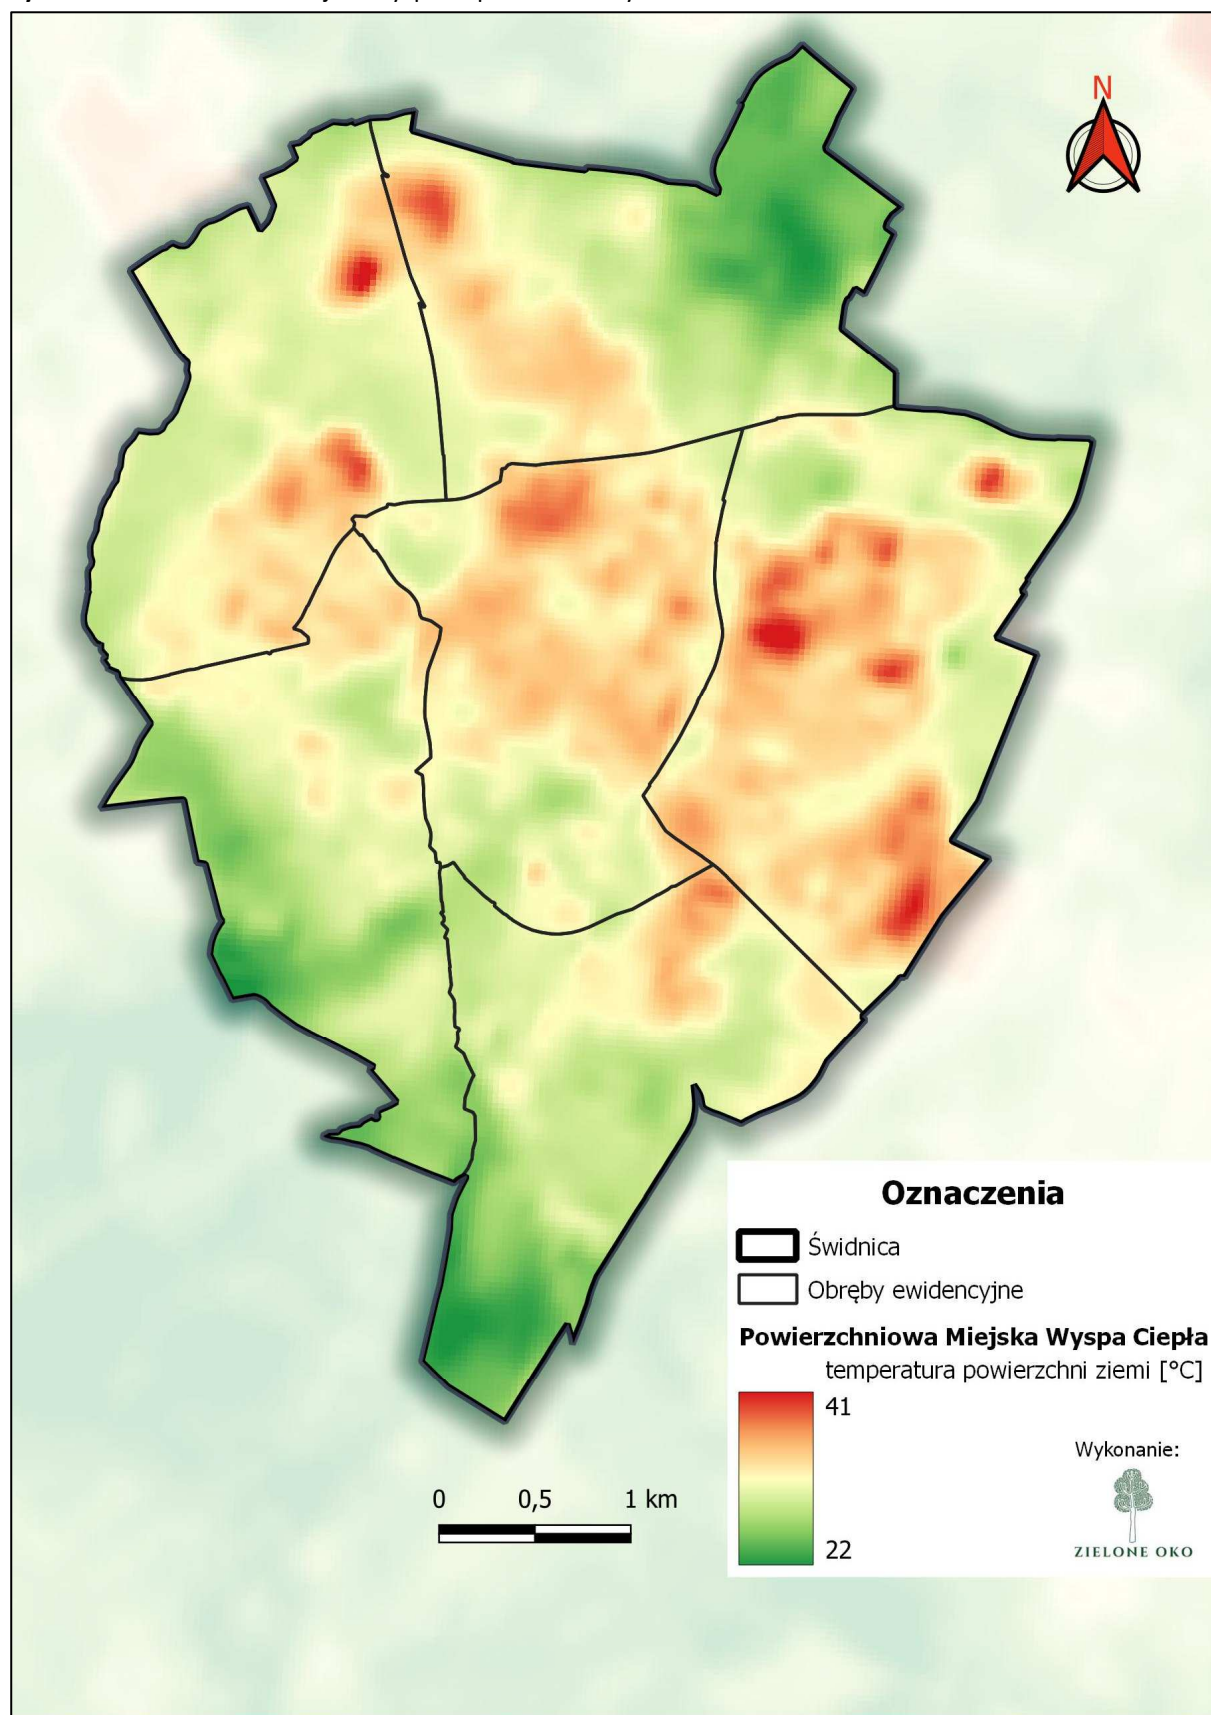 N
Oznaczenia
Świdnica
Obręby ewidencyjne
Powierzchniowa Miejska Wyspa Ciepła
temperatura powierzchni ziemi [°C]
41
22
Wykonanie:
ZIELONE OKO
0 0,5 1 km